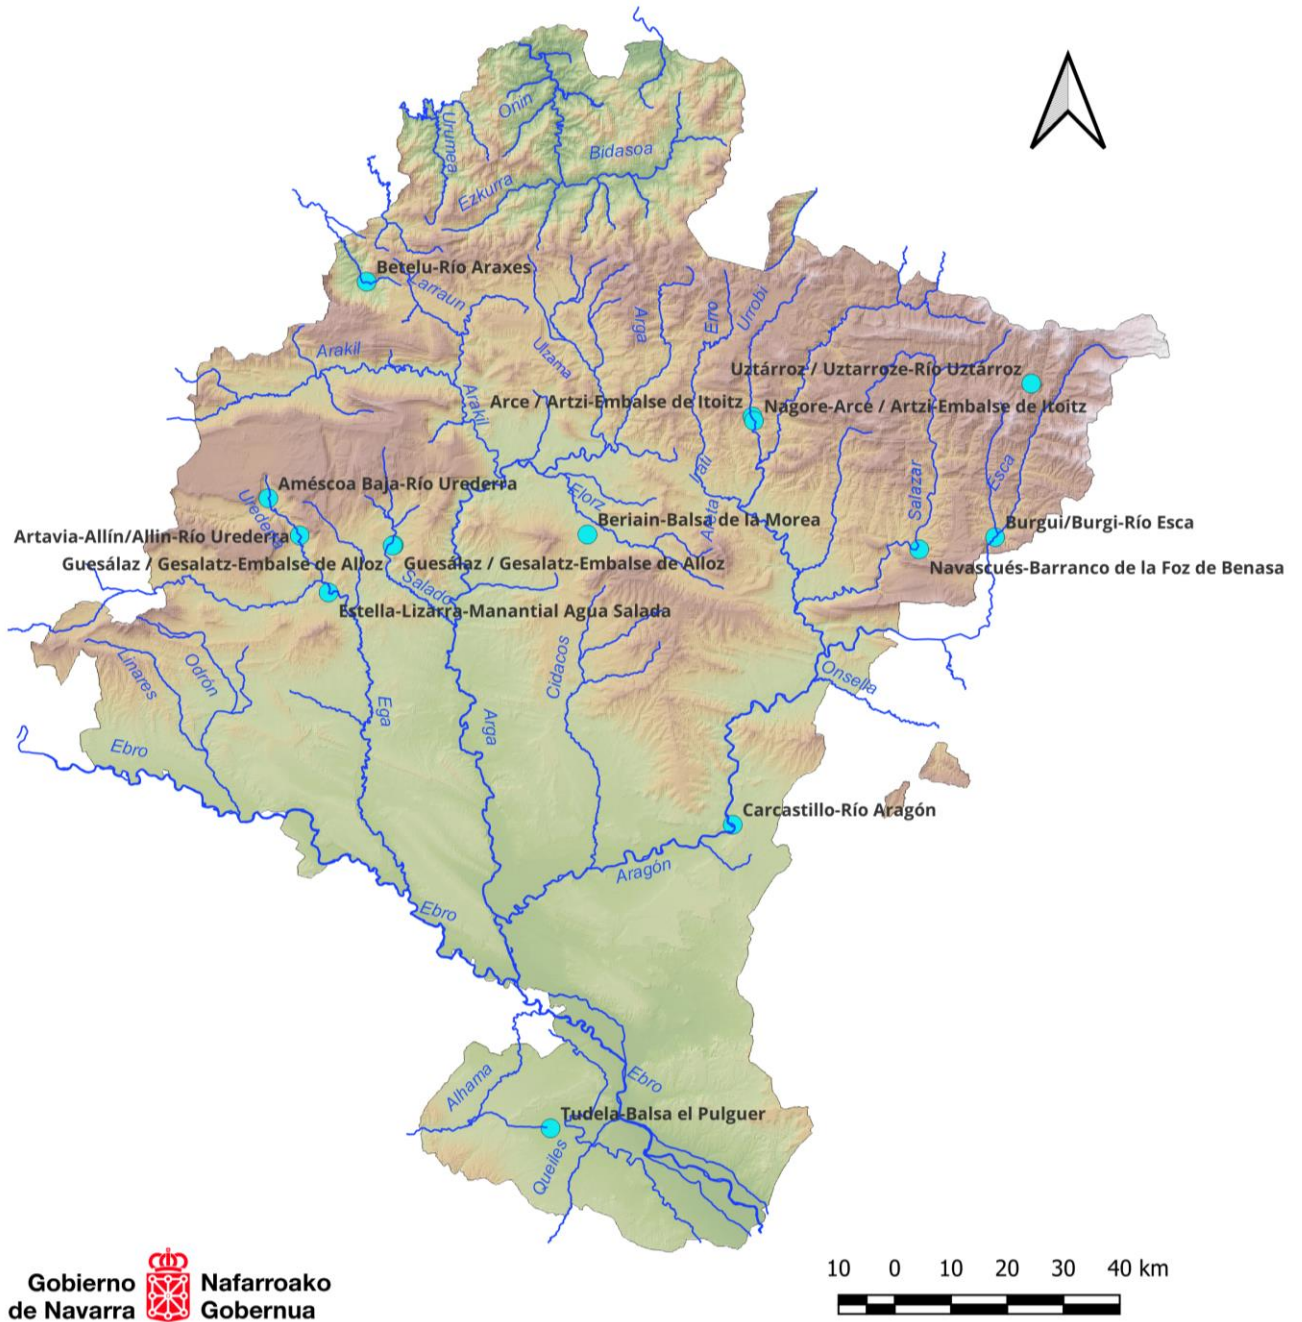 Onin
Urumea
Bidasoa
Ezkurra
Betelu-Río Araxes
Larraun
Arga
Erro
Urrobi
Ulzama
Arakil
Uztárroz / Uztarroze-Río Uztárroz
Arakil
Arce / Artzi-Embalse de Itoitz
Nagore-Arce / Artzi-Embalse de Itoitz
Irati
Salazar
Esca
Améscoa Baja-Río Urederra
Urederra
Elorz
Beriain-Balsa de la Morea
Burgui/Burgi-Río Esca
Artavia-Allín/Allin-Río Urederra
Guesálaz / Gesalatz-Embalse de Alloz
Guesálaz / Gesalatz-Embalse de Alloz
Navascués-Barranco de la Foz de Benasa
Salado
Estella-Lizarra-Manantial Agua Salada
Linares
Odrón
Cidacos
Onsella
Ega
Arga
Ebro
Carcastillo-Río Aragón
Aragón
Ebro
Alhama
Ebro
Tudela-Balsa el Pulguer
Queiles
Gobierno
de Navarra
Nafarroako
Gobernua
10 0 10 20 30 40 km